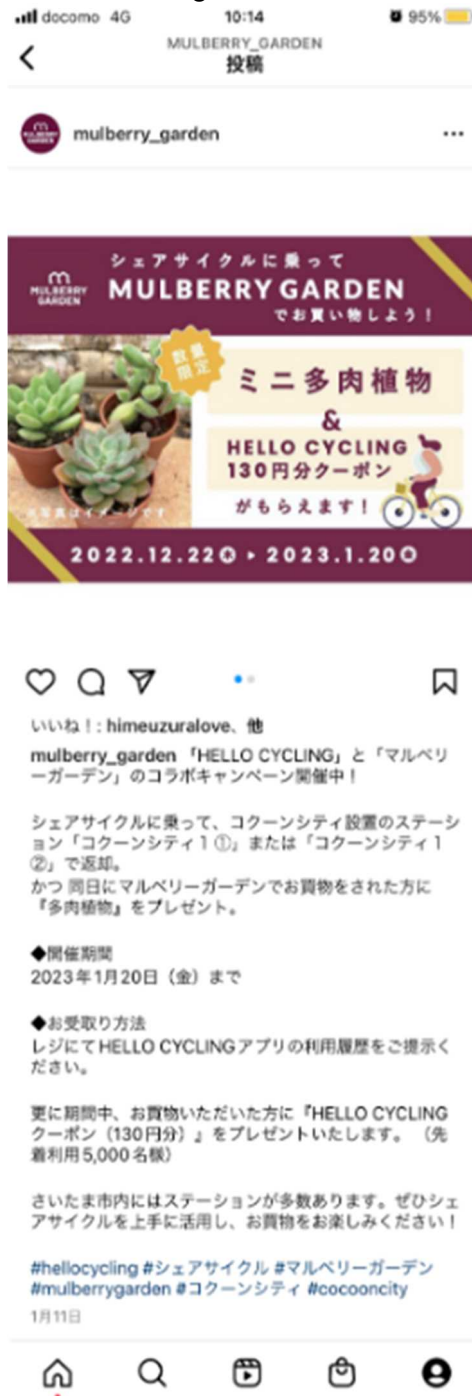 docomo 4G 10:14 95%
MULBERRY_GARDEN
投稿
mulberry_garden
シェアサイクルに乗って
MULBERRY GARDEN
MULBERRY GARDEN
でお買い物しよう！
数量
限定
ミニ多肉植物
&
HELLO CYCLING
130円分クーポン
がもらえます！
※写真はイメージです
2022.12.22㊍ ▶ 2023.1.20㊎
いいね！: himeuzuralove、他
mulberry_garden 「HELLO CYCLING」と「マルベリ
ーガーデン」のコラボキャンペーン開催中！
シェアサイクルに乗って、コクーンシティ設置のステーシ
ョン「コクーンシティ1 ①」または「コクーンシティ1
②」で返却。
かつ 同日にマルベリーガーデンでお買物をされた方に
『多肉植物』をプレゼント。
◆開催期間
2023年1月20日（金）まで
◆お受取り方法
レジにてHELLO CYCLINGアプリの利用履歴をご提示く
ださい。
更に期間中、お買物いただいた方に『HELLO CYCLING
クーポン（130円分）』をプレゼントいたします。（先
着利用5,000名様）
さいたま市内にはステーションが多数あります。ぜひシェ
アサイクルを上手に活用し、お買物をお楽しみください！
#hellocycling #シェアサイクル #マルベリーガーデン
#mulberrygarden #コクーンシティ #cocooncity
1月11日